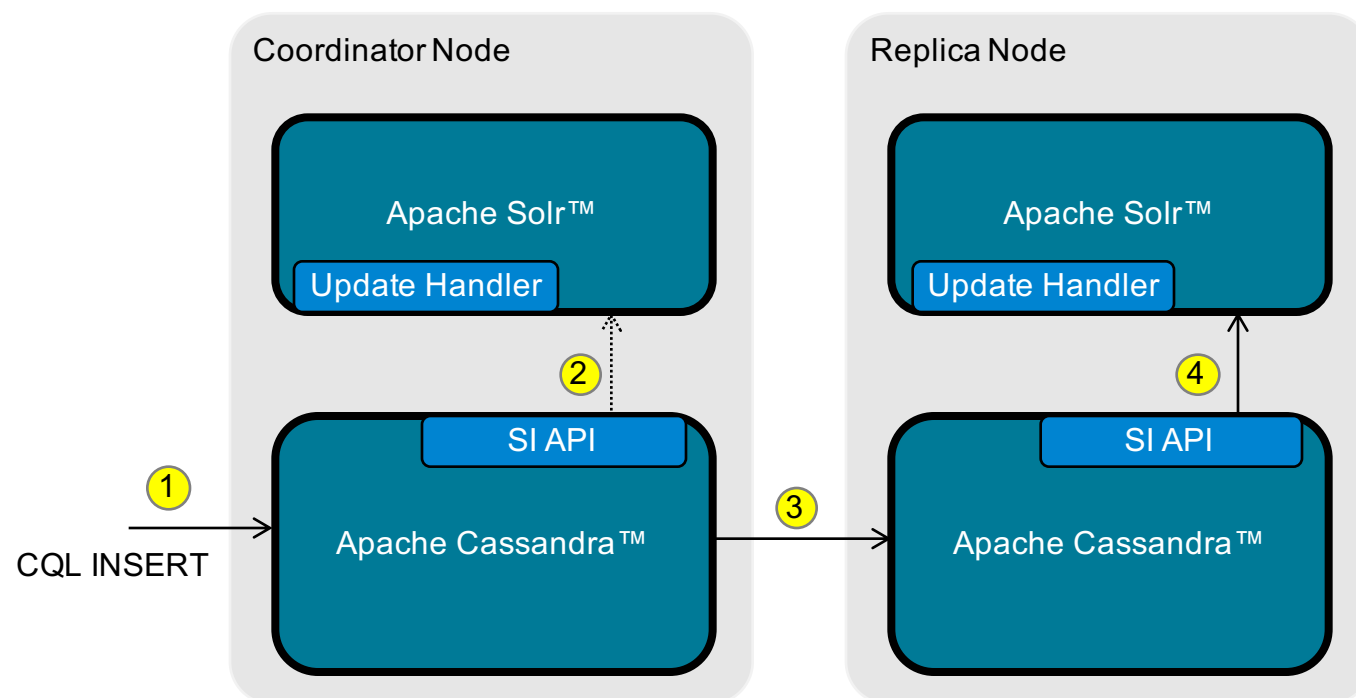 Coordinator Node
Replica Node
Apache Solr™
Apache Solr™
Update Handler
Update Handler
2
4
SI API
SI API
1
3
Apache Cassandra™
Apache Cassandra™
CQL INSERT